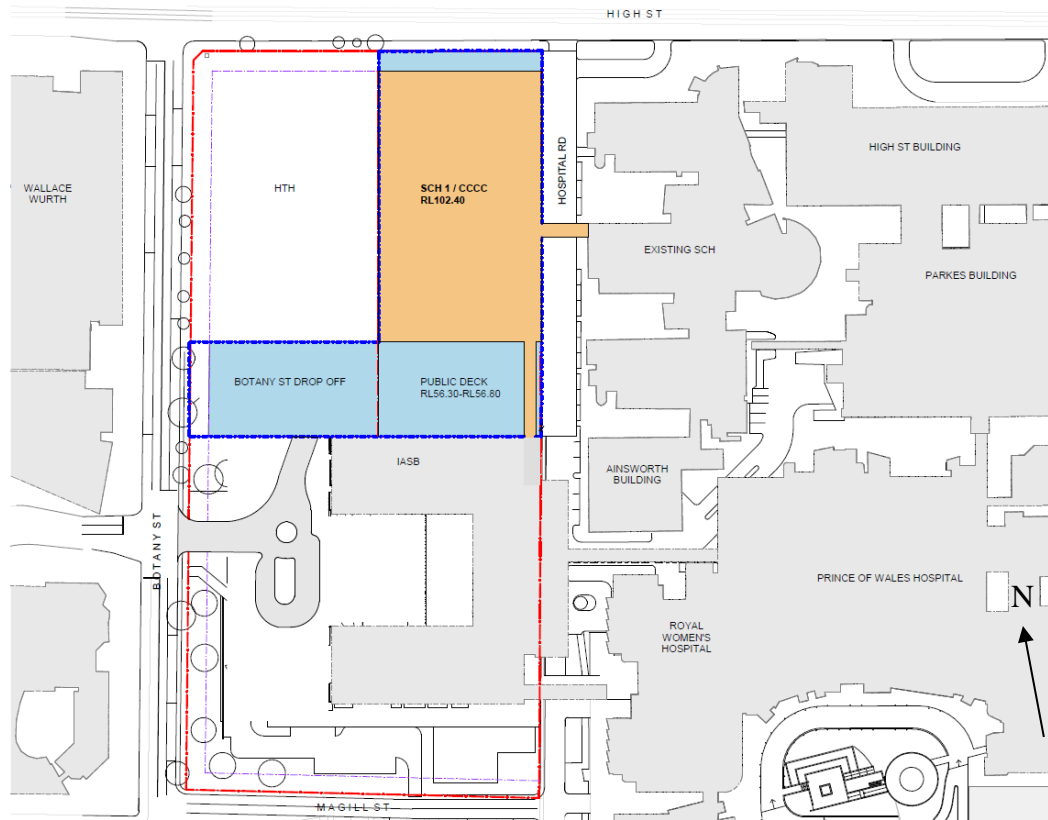 HIGH ST
HIGH ST BUILDING
HOSPITAL RD
WALLACE
WURTH
HTH
SCH 1 / CCCC
RL102.40
EXISTING SCH
PARKES BUILDING
BOTANY ST DROP OFF
PUBLIC DECK
RL56.30-RL56.80
IASB
AINSWORTH
BUILDING
BOTANY ST
PRINCE OF WALES HOSPITAL
N
ROYAL
WOMEN'S
HOSPITAL
MAGILL ST